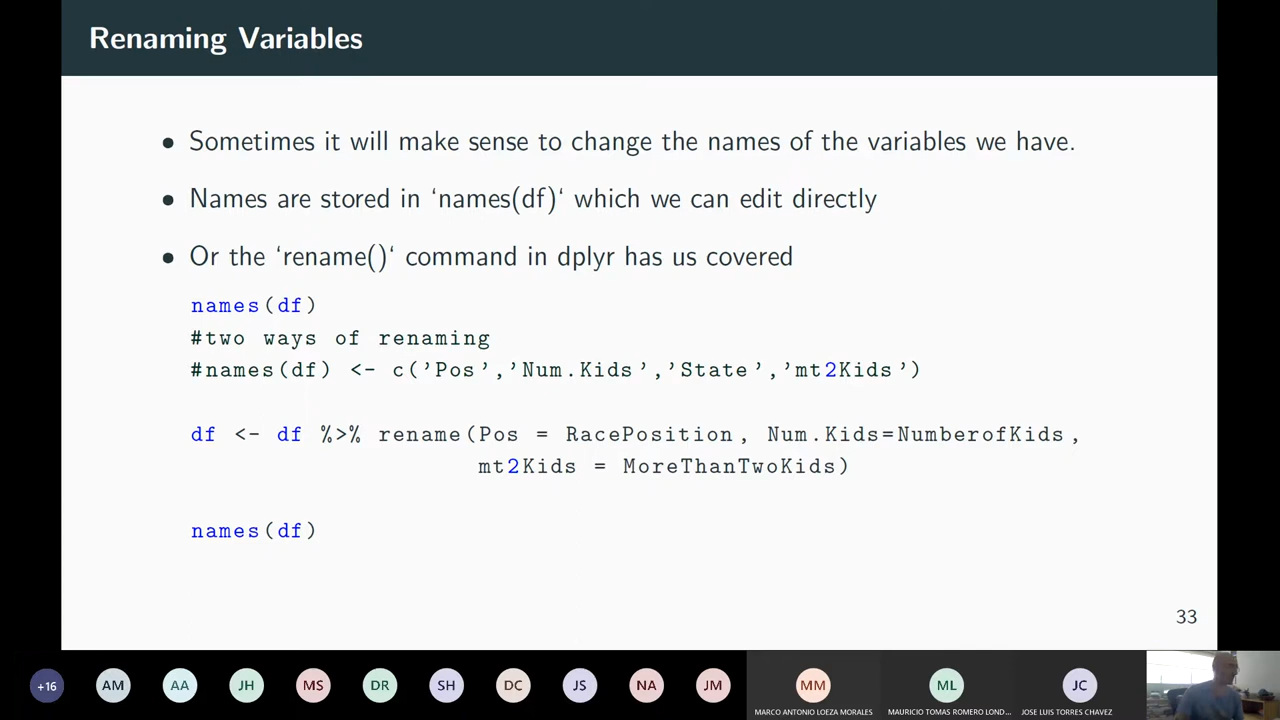 Renaming Variables
• Sometimes it will make sense to change the names of the variables we have.
• Names are stored in ‘names(df)‘ which we can edit directly
• Or the ‘rename()‘ command in dplyr has us covered
names(df)
#two ways of renaming
#names(df) <- c('Pos','Num.Kids','State','mt2Kids')
df <- df %>% rename(Pos = RacePosition, Num.Kids=NumberofKids,
mt2Kids = MoreThanTwoKids)
names(df)
33
+16 AM AA JH MS DR SH DC JS NA JM MM ML JC
MARCO ANTONIO LOEZA MORALES MAURICIO TOMAS ROMERO LOND... JOSE LUIS TORRES CHAVEZ